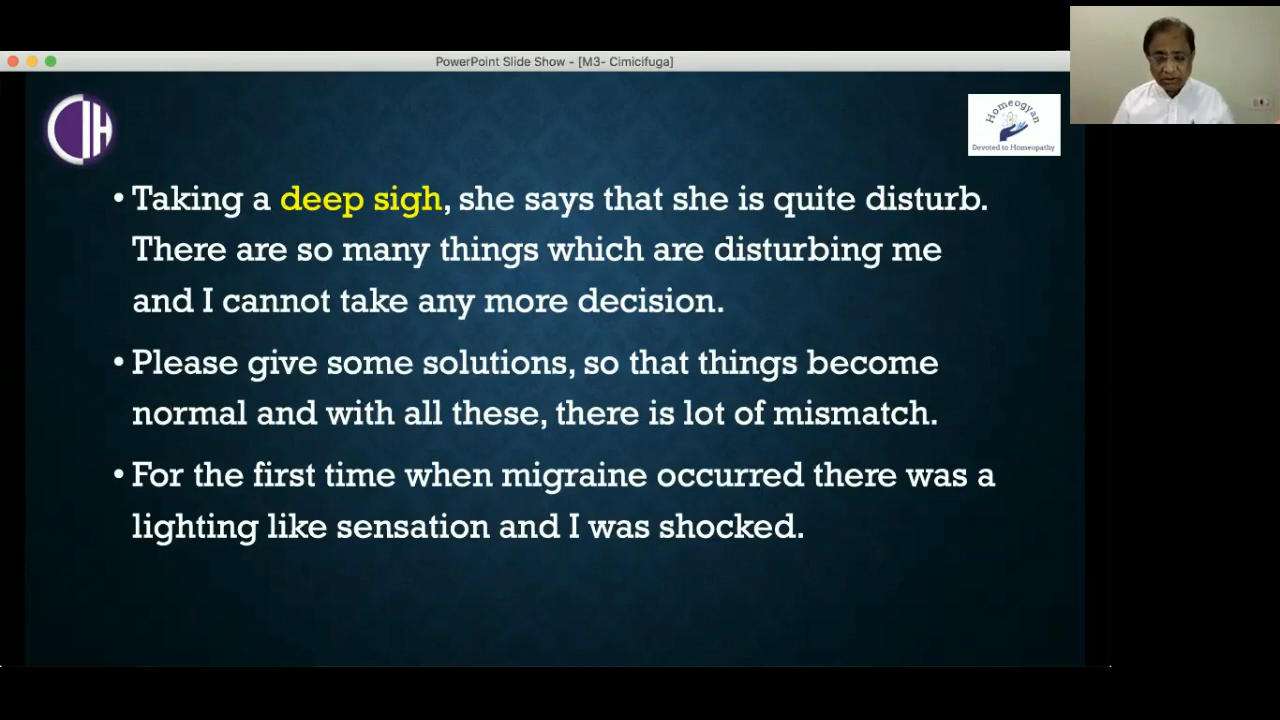 PowerPoint Slide Show - [M3- Cimicifuga]
CIH
Homeogyan
Devoted to Homeopathy
• Taking a deep sigh, she says that she is quite disturb.
There are so many things which are disturbing me
and I cannot take any more decision.
• Please give some solutions, so that things become
normal and with all these, there is lot of mismatch.
• For the first time when migraine occurred there was a
lighting like sensation and I was shocked.